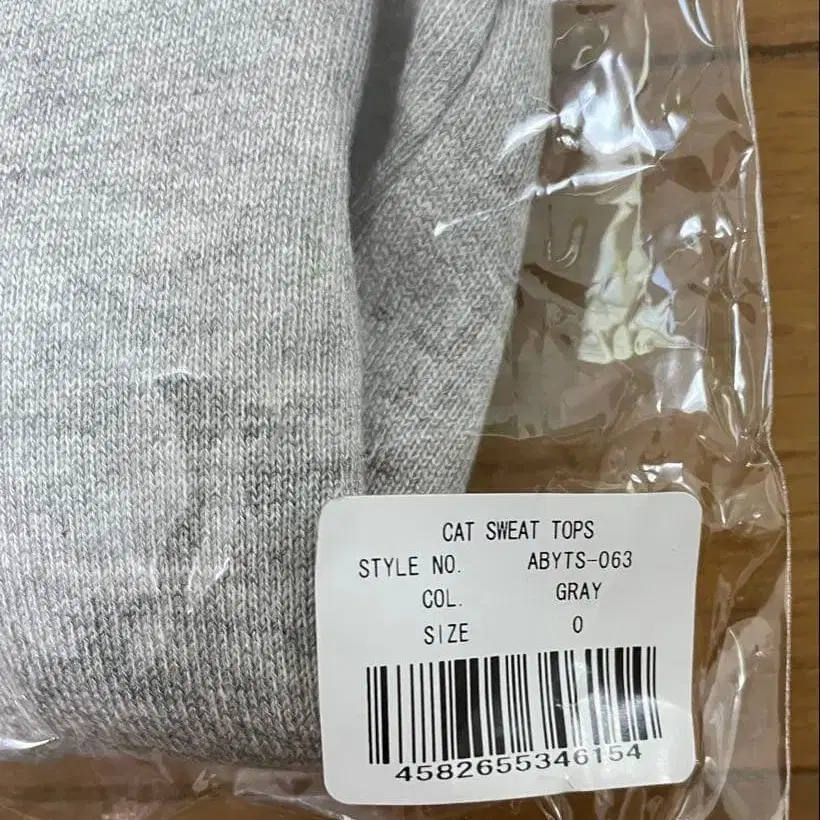 CAT SWEAT TOPS
STYLE NO. ABYTS-063
COL. GRAY
SIZE 0
4582655346154